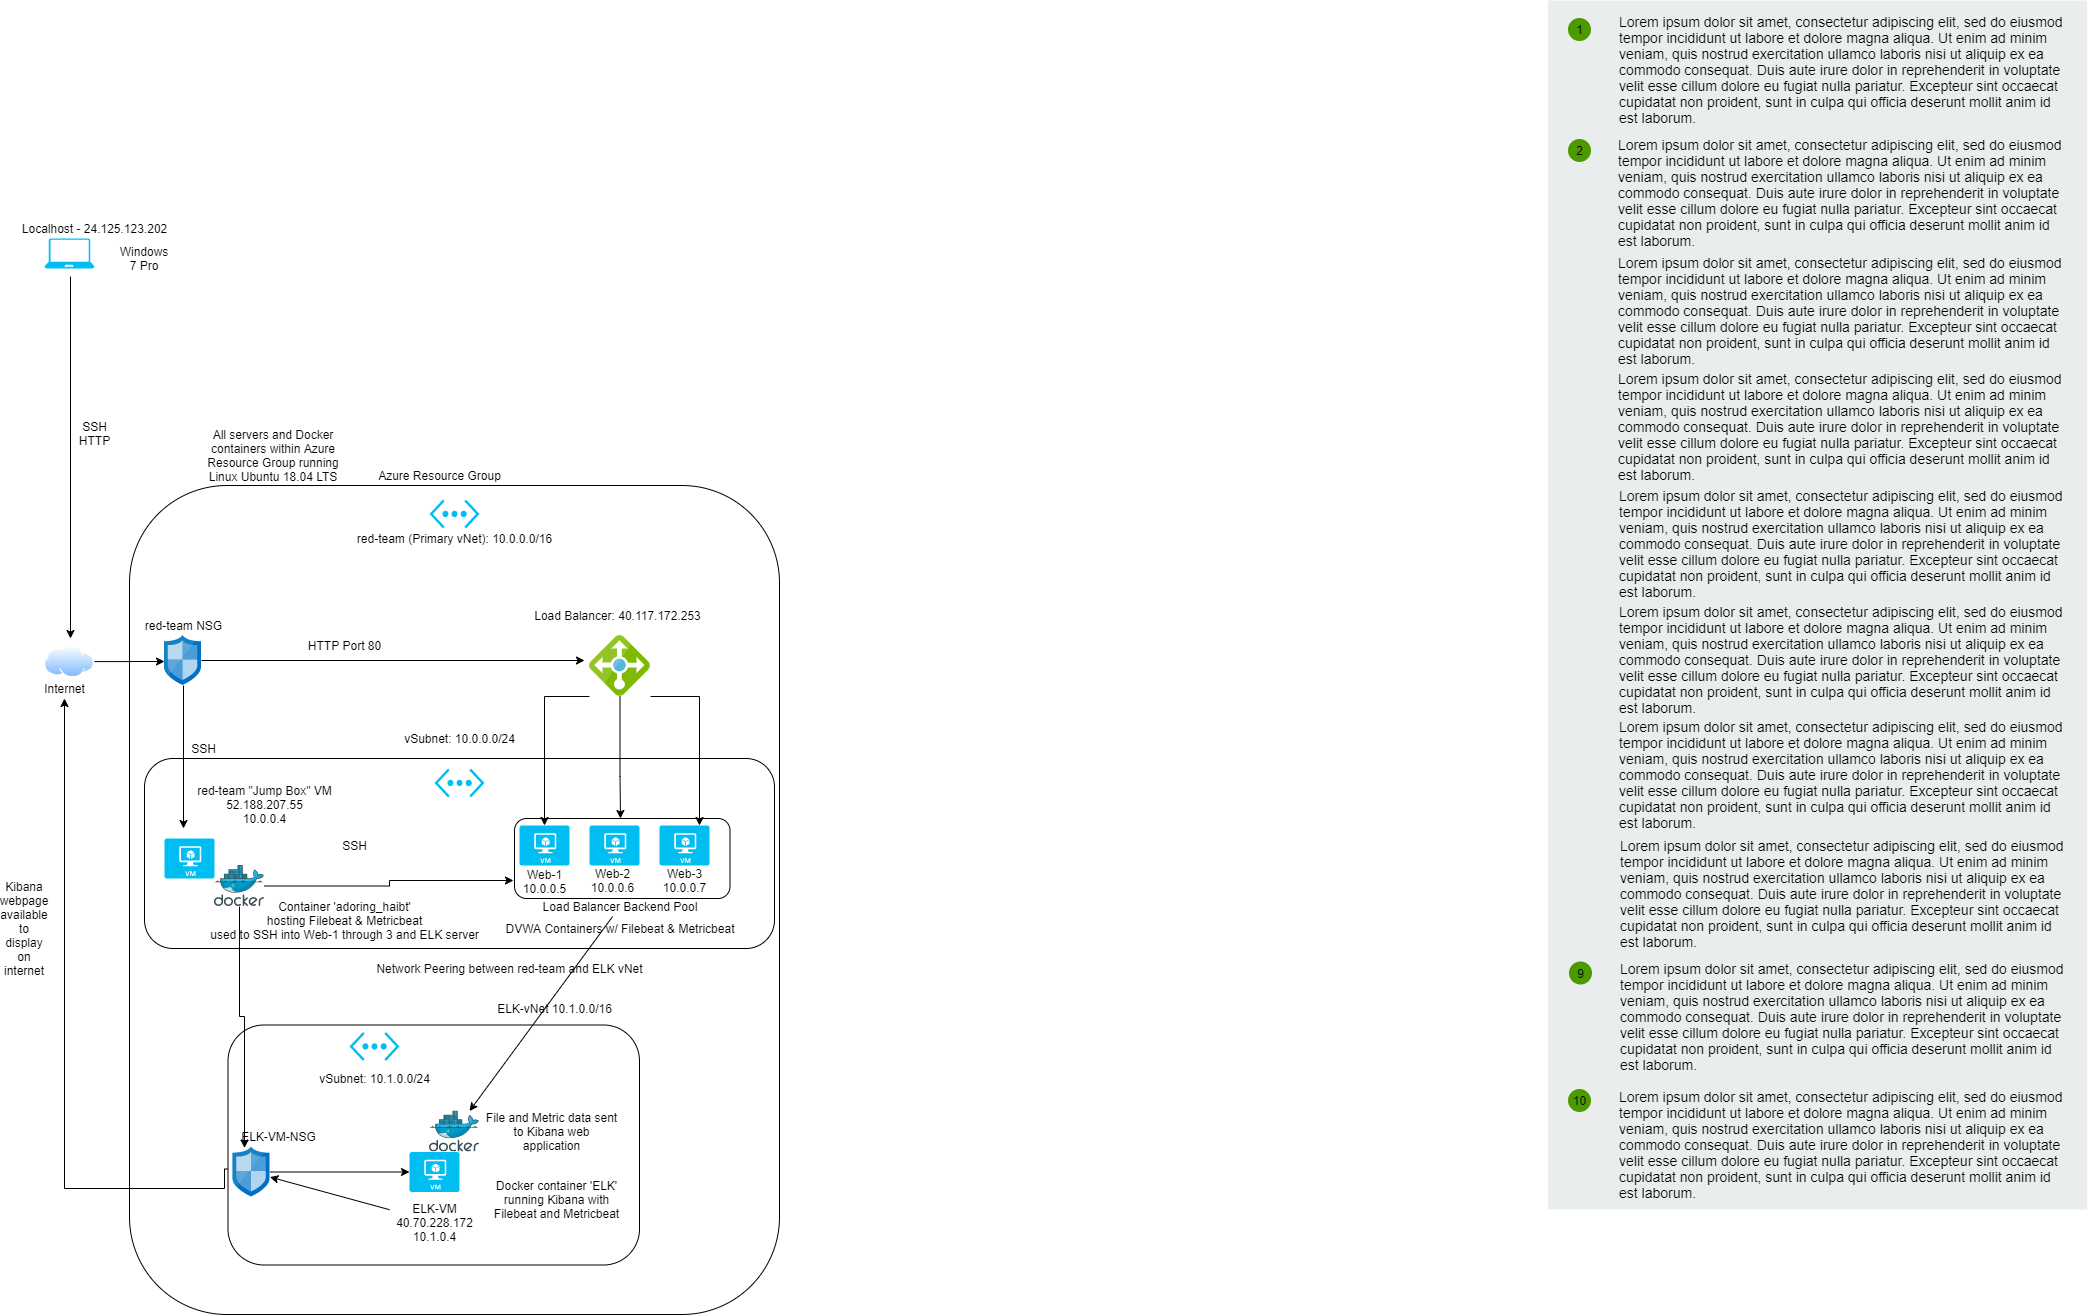 Localhost - 24.125.123.202
Windows
7 Pro
SSH
HTTP
All servers and Docker
containers within Azure
Resource Group running
Linux Ubuntu 18.04 LTS
Azure Resource Group
red-team (Primary vNet): 10.0.0.0/16
Load Balancer: 40.117.172.253
red-team NSG
HTTP Port 80
Internet
vSubnet: 10.0.0.0/24
SSH
red-team "Jump Box" VM
52.188.207.55
10.0.0.4
SSH
VM
docker
VM
VM
VM
Web-1
10.0.0.5
Web-2
10.0.0.6
Web-3
10.0.0.7
Load Balancer Backend Pool
Container 'adoring_haibt'
hosting Filebeat & Metricbeat
used to SSH into Web-1 through 3 and ELK server
DVWA Containers w/ Filebeat & Metricbeat
Kibana
webpage
available
to
display
on
internet
Network Peering between red-team and ELK vNet
ELK-vNet 10.1.0.0/16
vSubnet: 10.1.0.0/24
File and Metric data sent
to Kibana web
application
docker
ELK-VM-NSG
VM
Docker container 'ELK'
running Kibana with
Filebeat and Metricbeat
ELK-VM
40.70.228.172
10.1.0.4
1
Lorem ipsum dolor sit amet, consectetur adipiscing elit, sed do eiusmod
tempor incididunt ut labore et dolore magna aliqua. Ut enim ad minim
veniam, quis nostrud exercitation ullamco laboris nisi ut aliquip ex ea
commodo consequat. Duis aute irure dolor in reprehenderit in voluptate
velit esse cillum dolore eu fugiat nulla pariatur. Excepteur sint occaecat
cupidatat non proident, sunt in culpa qui officia deserunt mollit anim id
est laborum.
2
Lorem ipsum dolor sit amet, consectetur adipiscing elit, sed do eiusmod
tempor incididunt ut labore et dolore magna aliqua. Ut enim ad minim
veniam, quis nostrud exercitation ullamco laboris nisi ut aliquip ex ea
commodo consequat. Duis aute irure dolor in reprehenderit in voluptate
velit esse cillum dolore eu fugiat nulla pariatur. Excepteur sint occaecat
cupidatat non proident, sunt in culpa qui officia deserunt mollit anim id
est laborum.
Lorem ipsum dolor sit amet, consectetur adipiscing elit, sed do eiusmod
tempor incididunt ut labore et dolore magna aliqua. Ut enim ad minim
veniam, quis nostrud exercitation ullamco laboris nisi ut aliquip ex ea
commodo consequat. Duis aute irure dolor in reprehenderit in voluptate
velit esse cillum dolore eu fugiat nulla pariatur. Excepteur sint occaecat
cupidatat non proident, sunt in culpa qui officia deserunt mollit anim id
est laborum.
Lorem ipsum dolor sit amet, consectetur adipiscing elit, sed do eiusmod
tempor incididunt ut labore et dolore magna aliqua. Ut enim ad minim
veniam, quis nostrud exercitation ullamco laboris nisi ut aliquip ex ea
commodo consequat. Duis aute irure dolor in reprehenderit in voluptate
velit esse cillum dolore eu fugiat nulla pariatur. Excepteur sint occaecat
cupidatat non proident, sunt in culpa qui officia deserunt mollit anim id
est laborum.
Lorem ipsum dolor sit amet, consectetur adipiscing elit, sed do eiusmod
tempor incididunt ut labore et dolore magna aliqua. Ut enim ad minim
veniam, quis nostrud exercitation ullamco laboris nisi ut aliquip ex ea
commodo consequat. Duis aute irure dolor in reprehenderit in voluptate
velit esse cillum dolore eu fugiat nulla pariatur. Excepteur sint occaecat
cupidatat non proident, sunt in culpa qui officia deserunt mollit anim id
est laborum.
Lorem ipsum dolor sit amet, consectetur adipiscing elit, sed do eiusmod
tempor incididunt ut labore et dolore magna aliqua. Ut enim ad minim
veniam, quis nostrud exercitation ullamco laboris nisi ut aliquip ex ea
commodo consequat. Duis aute irure dolor in reprehenderit in voluptate
velit esse cillum dolore eu fugiat nulla pariatur. Excepteur sint occaecat
cupidatat non proident, sunt in culpa qui officia deserunt mollit anim id
est laborum.
Lorem ipsum dolor sit amet, consectetur adipiscing elit, sed do eiusmod
tempor incididunt ut labore et dolore magna aliqua. Ut enim ad minim
veniam, quis nostrud exercitation ullamco laboris nisi ut aliquip ex ea
commodo consequat. Duis aute irure dolor in reprehenderit in voluptate
velit esse cillum dolore eu fugiat nulla pariatur. Excepteur sint occaecat
cupidatat non proident, sunt in culpa qui officia deserunt mollit anim id
est laborum.
Lorem ipsum dolor sit amet, consectetur adipiscing elit, sed do eiusmod
tempor incididunt ut labore et dolore magna aliqua. Ut enim ad minim
veniam, quis nostrud exercitation ullamco laboris nisi ut aliquip ex ea
commodo consequat. Duis aute irure dolor in reprehenderit in voluptate
velit esse cillum dolore eu fugiat nulla pariatur. Excepteur sint occaecat
cupidatat non proident, sunt in culpa qui officia deserunt mollit anim id
est laborum.
9
Lorem ipsum dolor sit amet, consectetur adipiscing elit, sed do eiusmod
tempor incididunt ut labore et dolore magna aliqua. Ut enim ad minim
veniam, quis nostrud exercitation ullamco laboris nisi ut aliquip ex ea
commodo consequat. Duis aute irure dolor in reprehenderit in voluptate
velit esse cillum dolore eu fugiat nulla pariatur. Excepteur sint occaecat
cupidatat non proident, sunt in culpa qui officia deserunt mollit anim id
est laborum.
10
Lorem ipsum dolor sit amet, consectetur adipiscing elit, sed do eiusmod
tempor incididunt ut labore et dolore magna aliqua. Ut enim ad minim
veniam, quis nostrud exercitation ullamco laboris nisi ut aliquip ex ea
commodo consequat. Duis aute irure dolor in reprehenderit in voluptate
velit esse cillum dolore eu fugiat nulla pariatur. Excepteur sint occaecat
cupidatat non proident, sunt in culpa qui officia deserunt mollit anim id
est laborum.